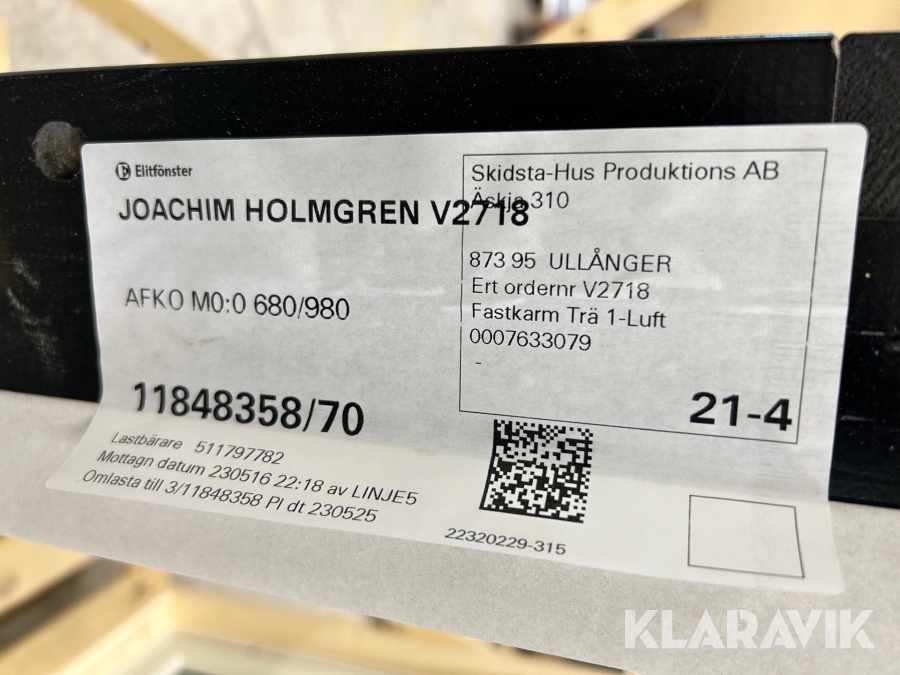 Elitfönster
JOACHIM HOLMGREN V2718
AFKO M0:0 680/980
11848358/70
Lastbärare 511797782
Mottagn datum 230516 22:18 av LINJE5
Omlasta till 3/11848358 Pl dt 230525
Skidsta-Hus Produktions AB
Äskja 310
873 95 ULLÅNGER
Ert ordernr V2718
Fastkarm Trä 1-Luft
0007633079
-
21-4
22320229-315
KLARAVIK